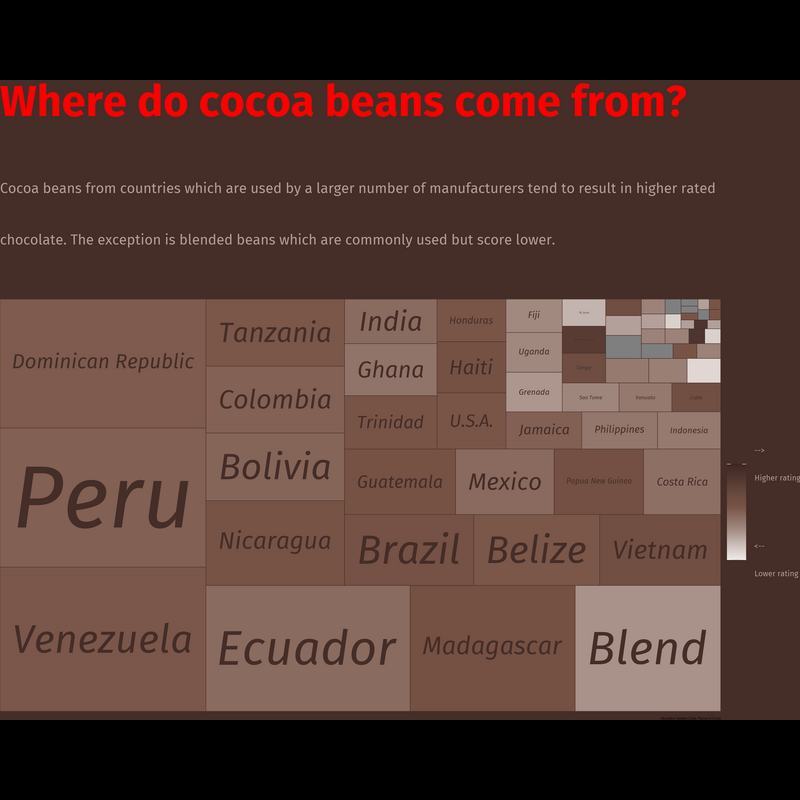 Where do cocoa beans come from?
Cocoa beans from countries which are used by a larger number of manufacturers tend to result in higher rated
chocolate. The exception is blended beans which are commonly used but score lower.
Dominican Republic
Peru
Venezuela
Tanzania
Colombia
Bolivia
Nicaragua
Ecuador
Madagascar
Blend
India
Ghana
Trinidad
Honduras
Haiti
U.S.A.
Fiji
Uganda
Grenada
Sao Tome
Vanuatu
Cuba
Jamaica
Philippines
Indonesia
Guatemala
Mexico
Papua New Guinea
Costa Rica
Brazil
Belize
Vietnam
-->
Higher rating
<--
Lower rating